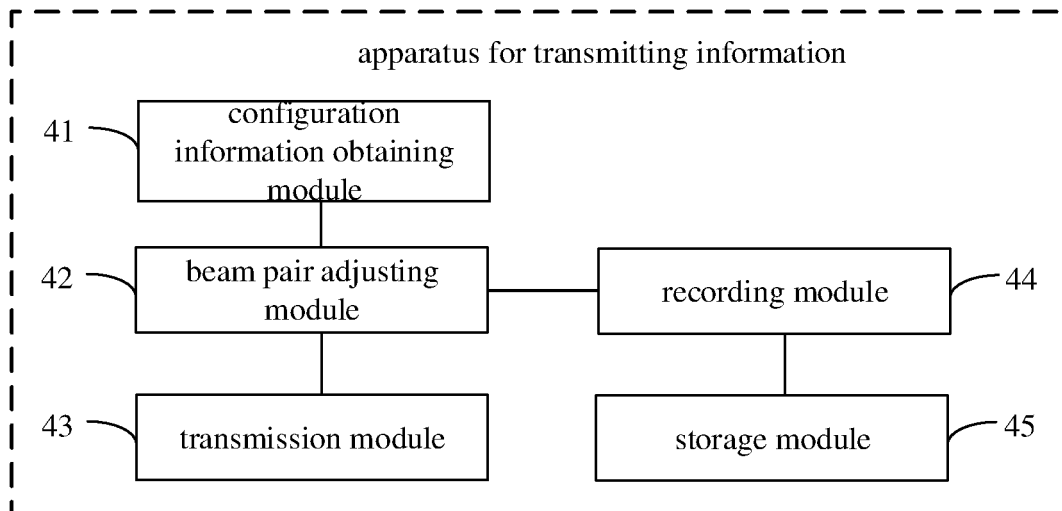 apparatus for transmitting information
41
configuration
information obtaining
module
42
beam pair adjusting
module
recording module
44
43
transmission module
storage module
45